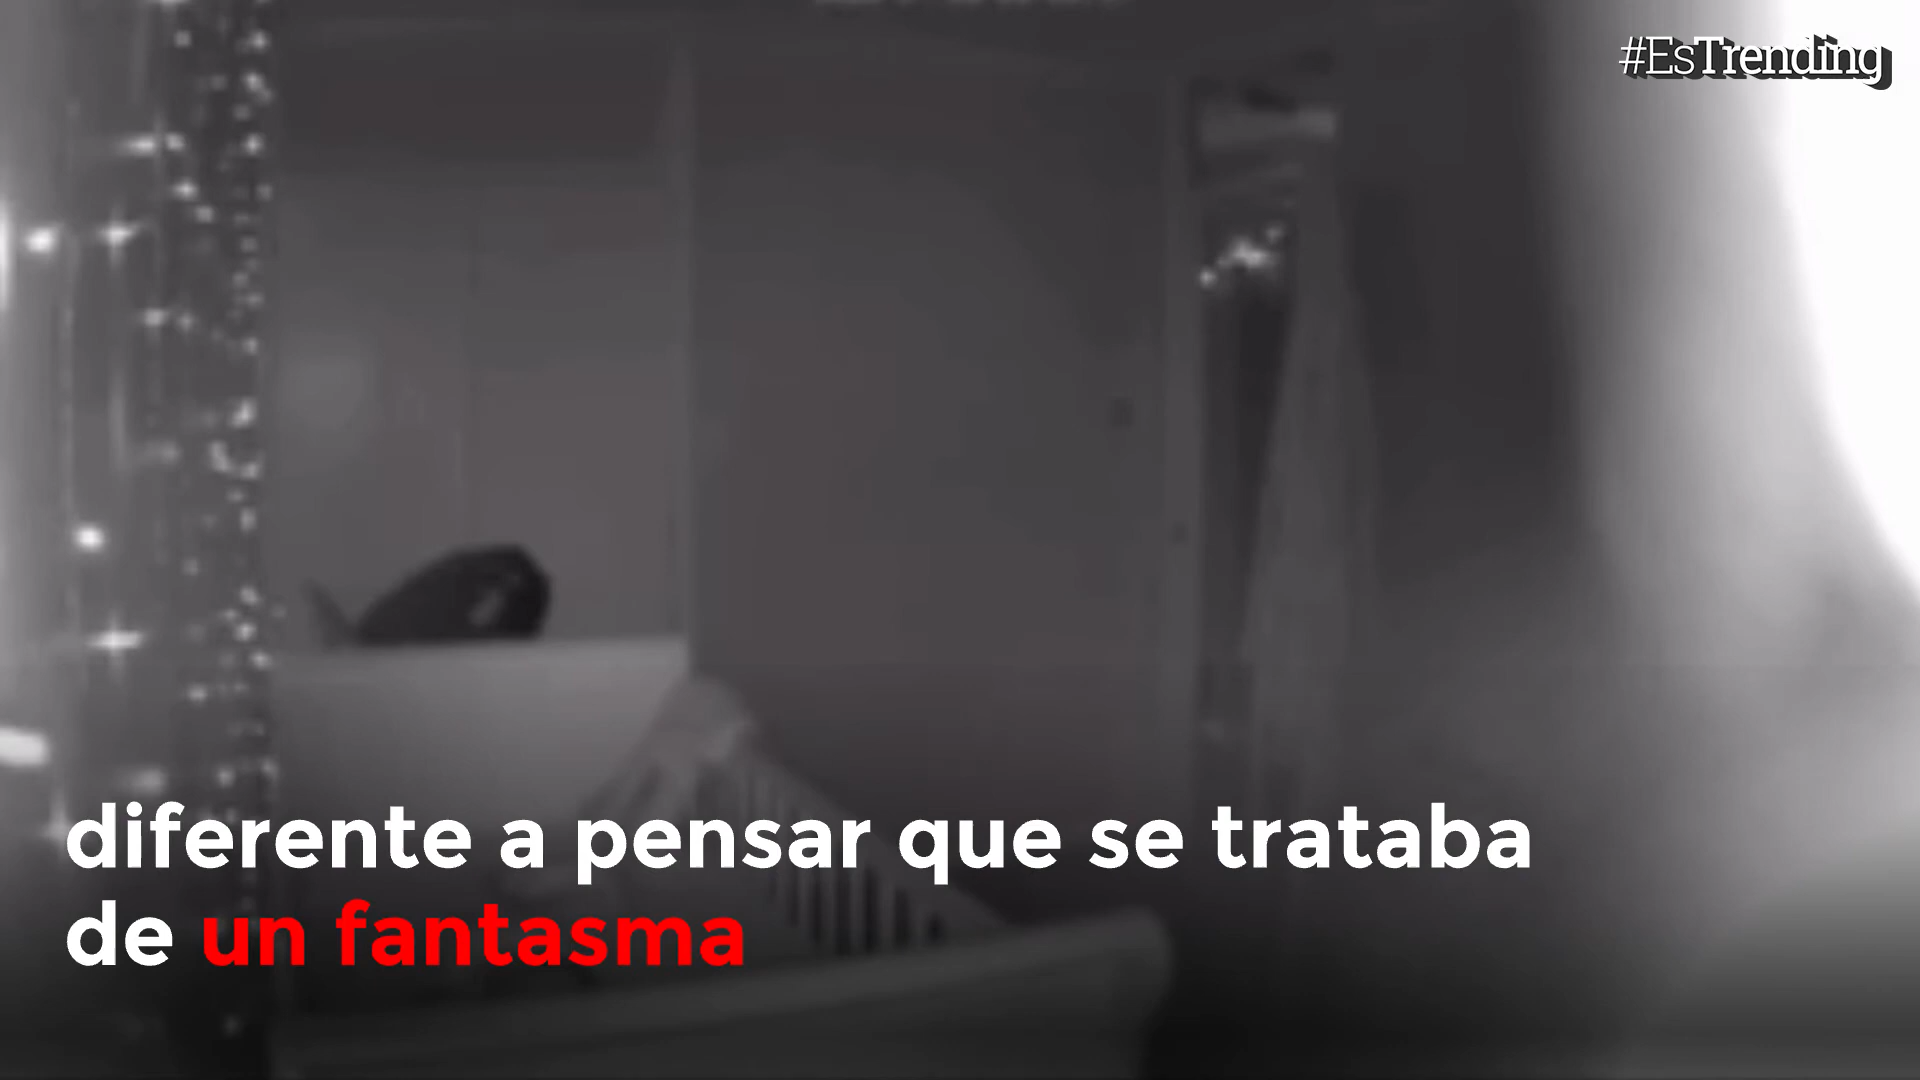 #EsTrending
diferente a pensar que se trataba
de un fantasma